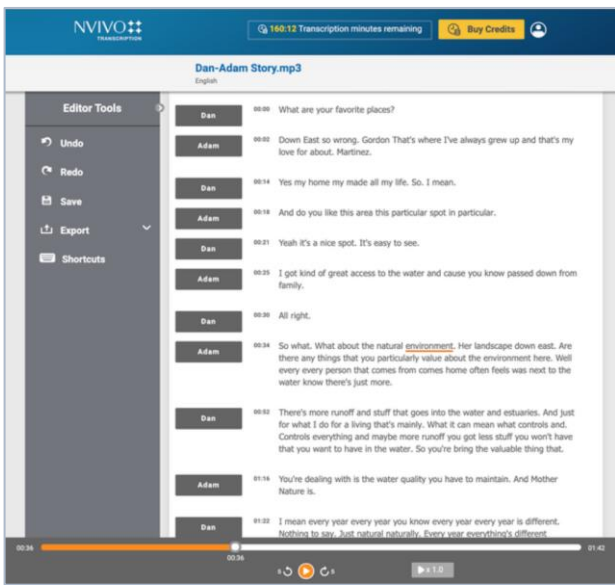 NVIVO
TRANSCRIPTION
160:12 Transcription minutes remaining
Buy Credits
Dan-Adam Story.mp3
English
Editor Tools
Undo
Redo
Save
Export
Shortcuts
Dan 00:00 What are your favorite places?
Adam 00:02 Down East so wrong. Gordon That's where I've always grew up and that's my
love for about. Martinez.
Dan 00:14 Yes my home my made all my life. So. I mean.
Adam 00:18 And do you like this area this particular spot in particular.
Dan 00:21 Yeah it's a nice spot. It's easy to see.
Adam 00:25 I got kind of great access to the water and cause you know passed down from
family.
Dan 00:30 All right.
Adam 00:34 So what. What about the natural environment. Her landscape down east. Are
there any things that you particularly value about the environment here. Well
every every person that comes from comes home often feels was next to the
water know there's just more.
Dan 00:52 There's more runoff and stuff that goes into the water and estuaries. And just
for what I do for a living that's mainly. What it can mean what controls and.
Controls everything and maybe more runoff you got less stuff you won't have
that you want to have in the water. So you're bring the valuable thing that.
Adam 01:16 You're dealing with is the water quality you have to maintain. And Mother
Nature is.
Dan 01:22 I mean every year every year you know every year every year is different.
Nothing to say. Just natural naturally. Every year everything's different
00:36
00:36
01:42
5
5
x 1.0